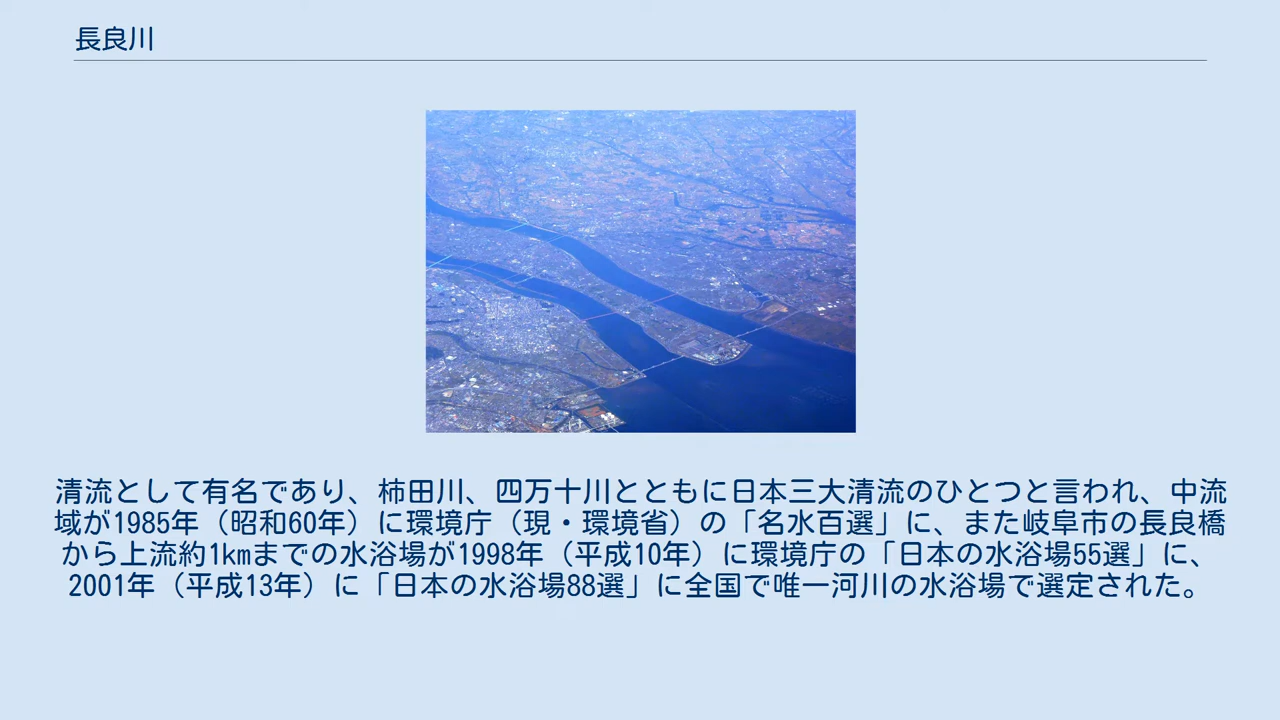 長良川
清流として有名であり、柿田川、四万十川とともに日本三大清流のひとつと言われ、中流
域が1985年（昭和60年）に環境庁（現・環境省）の「名水百選」に、また岐阜市の長良橋
から上流約1kmまでの水浴場が1998年（平成10年）に環境庁の「日本の水浴場55選」に、
2001年（平成13年）に「日本の水浴場88選」に全国で唯一河川の水浴場で選定された。